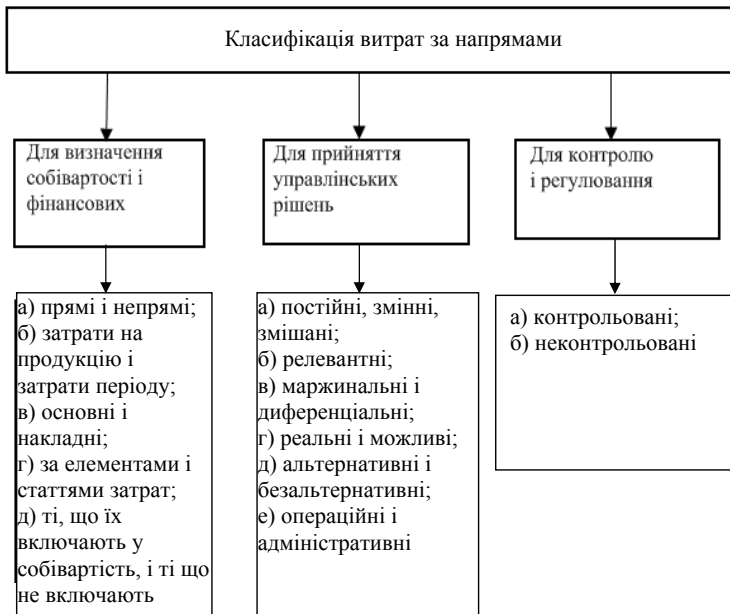 Класифікація витрат за напрямами
Для визначення
собівартості і
фінансових
Для прийняття
управлінських
рішень
Для контролю
і регулювання
а) прямі і непрямі;
б) затрати на
продукцію і
затрати періоду;
в) основні і
накладні;
г) за елементами і
статтями затрат;
д) ті, що їх
включають у
собівартість, і ті що
не включають
а) постійні, змінні,
змішані;
б) релевантні;
в) маржинальні і
диференціальні;
г) реальні і можливі;
д) альтернативні і
безальтернативні;
е) операційні і
адміністративні
а) контрольовані;
б) неконтрольовані